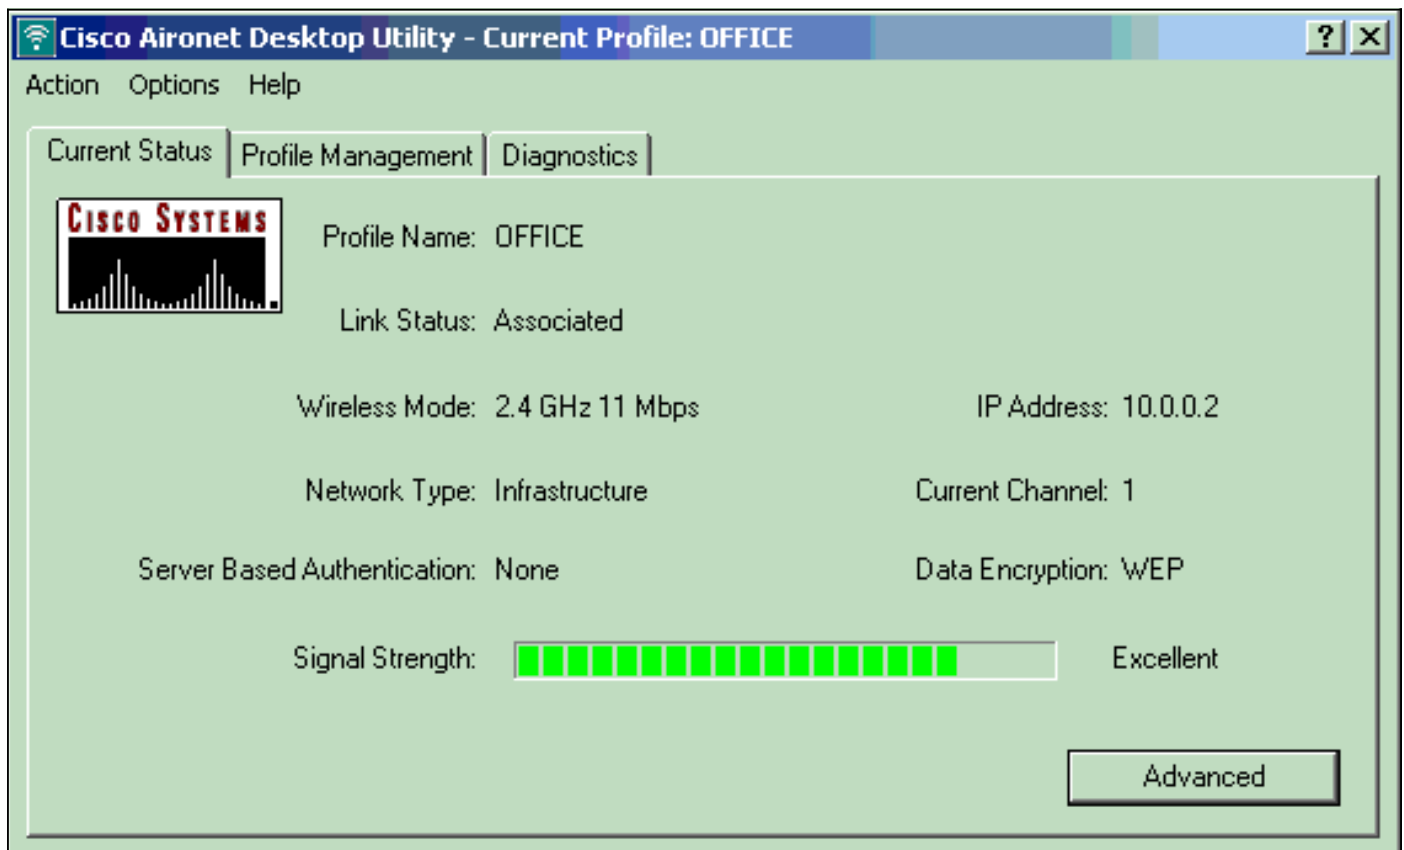 Cisco Aironet Desktop Utility - Current Profile: OFFICE
? X
Action Options Help
Current Status Profile Management Diagnostics
CISCO SYSTEMS
Profile Name: OFFICE
Link Status: Associated
Wireless Mode: 2.4 GHz 11 Mbps IP Address: 10.0.0.2
Network Type: Infrastructure Current Channel: 1
Server Based Authentication: None Data Encryption: WEP
Signal Strength: Excellent
Advanced